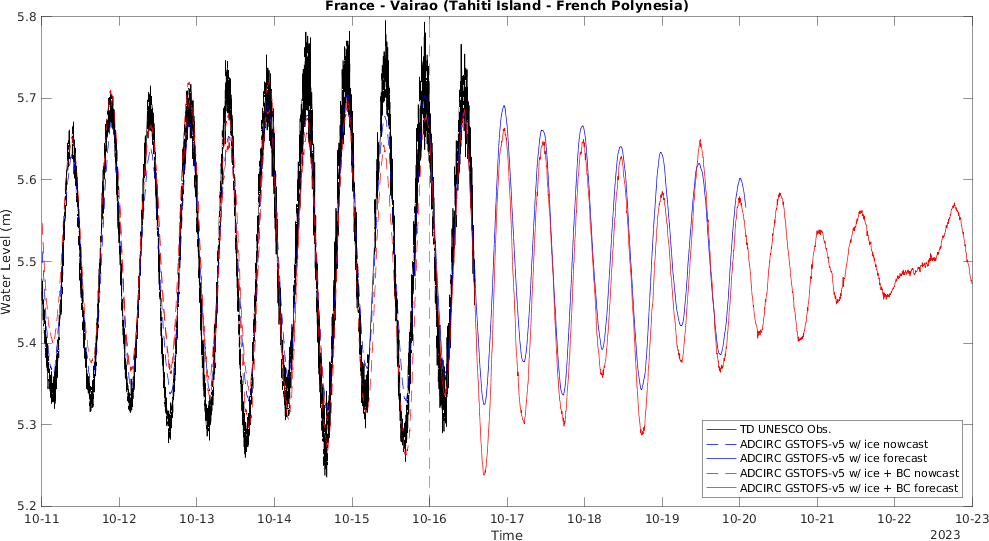 France - Vairao (Tahiti Island - French Polynesia)
5.8
5.7
5.6
5.5
5.4
5.3
5.2
Water Level (m)
TD UNESCO Obs.
ADCIRC GSTOFS-v5 w/ ice nowcast
ADCIRC GSTOFS-v5 w/ ice forecast
ADCIRC GSTOFS-v5 w/ ice + BC nowcast
ADCIRC GSTOFS-v5 w/ ice + BC forecast
10-11 10-12 10-13 10-14 10-15 10-16 10-17 10-18 10-19 10-20 10-21 10-22 10-23
Time
2023